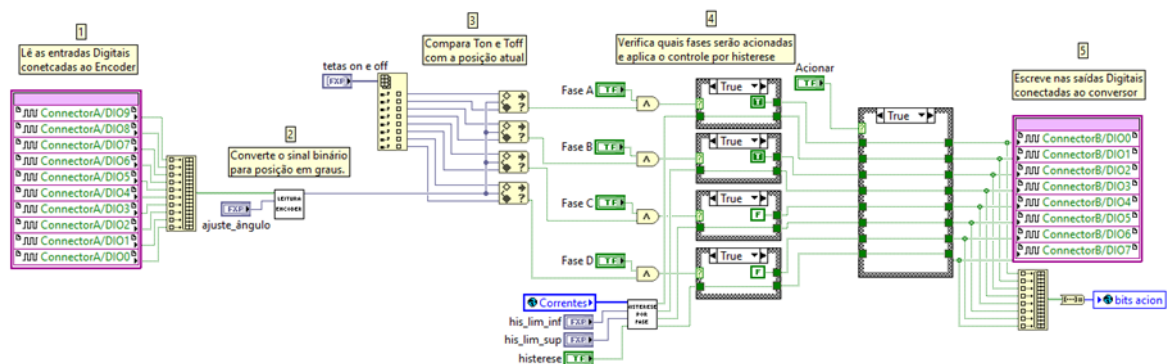 1
Lê as entradas Digitais
conetcadas ao Encoder
ConnectorA/DIO9
ConnectorA/DIO8
ConnectorA/DIO7
ConnectorA/DIO6
ConnectorA/DIO5
ConnectorA/DIO4
ConnectorA/DIO3
ConnectorA/DIO2
ConnectorA/DIO1
ConnectorA/DIO0
2
Converte o sinal binário
para posição em graus.
FXP
ajuste_ângulo
LEITURA
ENCODER
3
Compara Ton e Toff
com a posição atual
tetas on e off
FXP
Fase A
TF
Fase B
TF
Fase C
TF
Fase D
TF
4
Verifica quais fases serão acionadas
e aplica o controle por histerese
True
T
True
T
True
F
True
F
Correntes
his_lim_inf
FXP
his_lim_sup
FXP
histerese
TF
HISTERESE
POR
FASE
Acionar
TF
True
5
Escreve nas saídas Digitais
conectadas ao conversor
ConnectorB/DIO0
ConnectorB/DIO1
ConnectorB/DIO2
ConnectorB/DIO3
ConnectorB/DIO4
ConnectorB/DIO5
ConnectorB/DIO6
ConnectorB/DIO7
bits acion